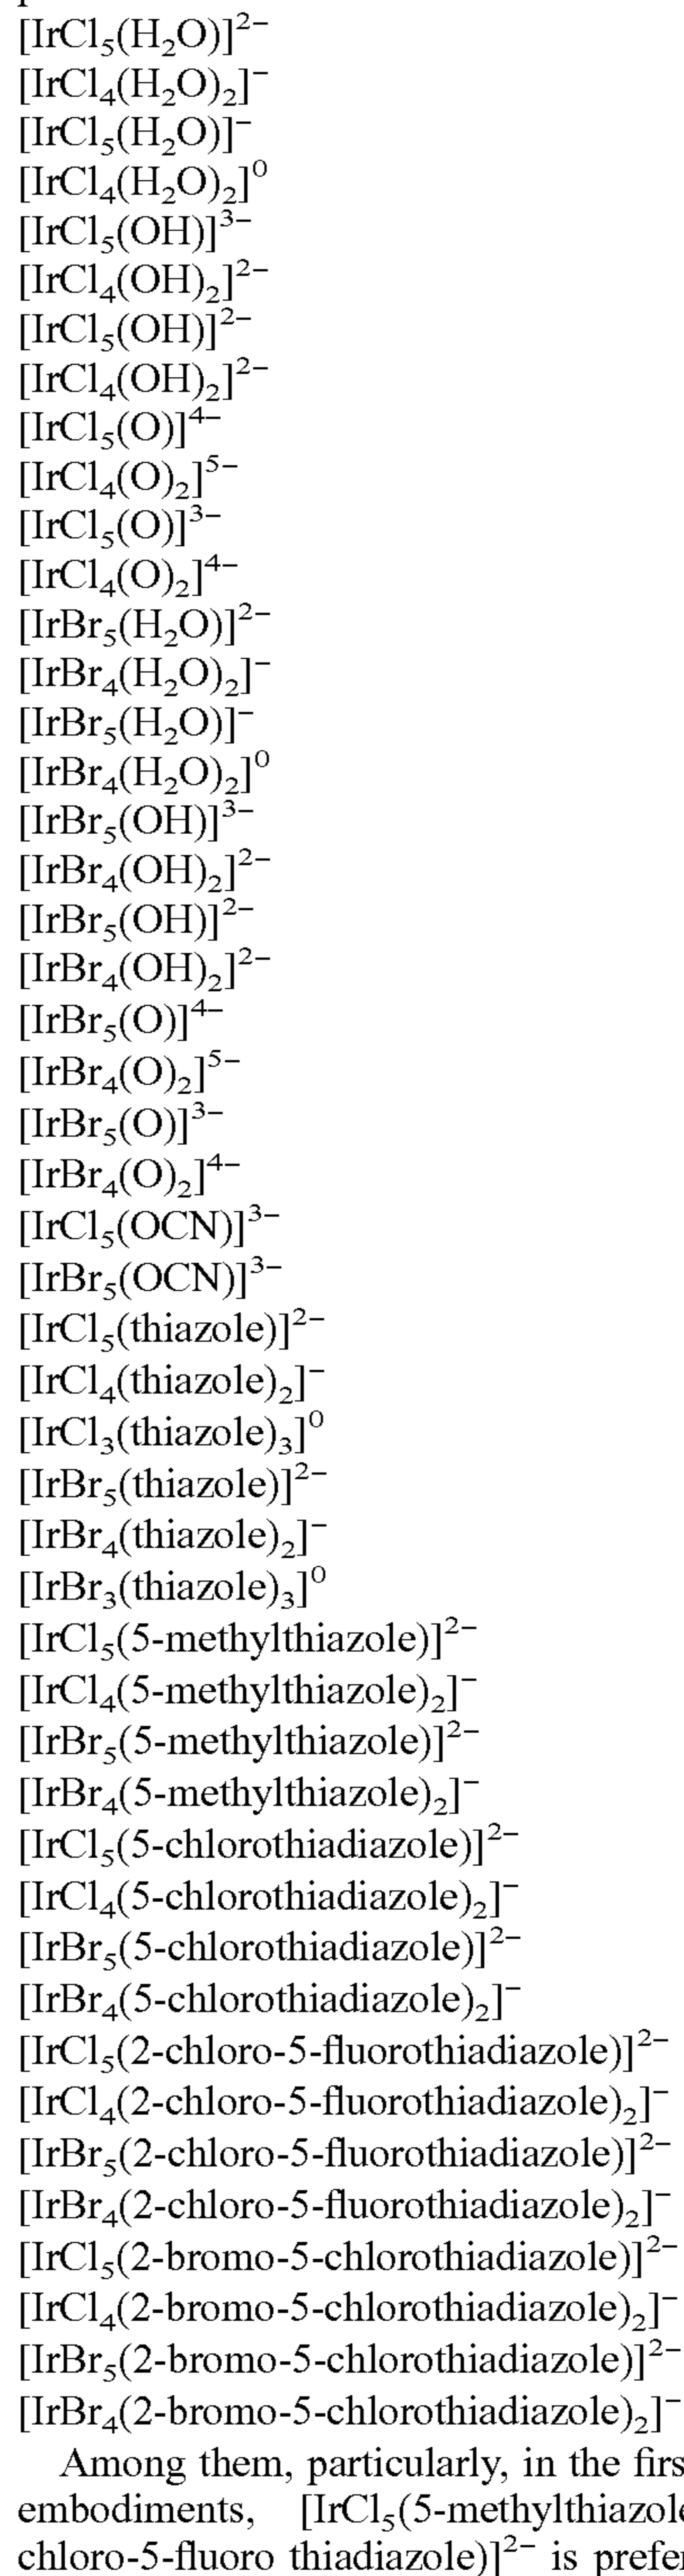 [IrCl₅(H₂O)]²⁻
[IrCl₄(H₂O)₂]⁻
[IrCl₅(H₂O)]⁻
[IrCl₄(H₂O)₂]⁰
[IrCl₅(OH)]³⁻
[IrCl₄(OH)₂]²⁻
[IrCl₅(OH)]²⁻
[IrCl₄(OH)₂]²⁻
[IrCl₅(O)]⁴⁻
[IrCl₄(O)₂]⁵⁻
[IrCl₅(O)]³⁻
[IrCl₄(O)₂]⁴⁻
[IrBr₅(H₂O)]²⁻
[IrBr₄(H₂O)₂]⁻
[IrBr₅(H₂O)]⁻
[IrBr₄(H₂O)₂]⁰
[IrBr₅(OH)]³⁻
[IrBr₄(OH)₂]²⁻
[IrBr₅(OH)]²⁻
[IrBr₄(OH)₂]²⁻
[IrBr₅(O)]⁴⁻
[IrBr₄(O)₂]⁵⁻
[IrBr₅(O)]³⁻
[IrBr₄(O)₂]⁴⁻
[IrCl₅(OCN)]³⁻
[IrBr₅(OCN)]³⁻
[IrCl₅(thiazole)]²⁻
[IrCl₄(thiazole)₂]⁻
[IrCl₃(thiazole)₃]⁰
[IrBr₅(thiazole)]²⁻
[IrBr₄(thiazole)₂]⁻
[IrBr₃(thiazole)₃]⁰
[IrCl₅(5-methylthiazole)]²⁻
[IrCl₄(5-methylthiazole)₂]⁻
[IrBr₅(5-methylthiazole)]²⁻
[IrBr₄(5-methylthiazole)₂]⁻
[IrCl₅(5-chlorothiadiazole)]²⁻
[IrCl₄(5-chlorothiadiazole)₂]⁻
[IrBr₅(5-chlorothiadiazole)]²⁻
[IrBr₄(5-chlorothiadiazole)₂]⁻
[IrCl₅(2-chloro-5-fluorothiadiazole)]²⁻
[IrCl₄(2-chloro-5-fluorothiadiazole)₂]⁻
[IrBr₅(2-chloro-5-fluorothiadiazole)]²⁻
[IrBr₄(2-chloro-5-fluorothiadiazole)₂]⁻
[IrCl₅(2-bromo-5-chlorothiadiazole)]²⁻
[IrCl₄(2-bromo-5-chlorothiadiazole)₂]⁻
[IrBr₅(2-bromo-5-chlorothiadiazole)]²⁻
[IrBr₄(2-bromo-5-chlorothiadiazole)₂]⁻
Among them, particularly, in the firs
embodiments, [IrCl₅(5-methylthiazole
chloro-5-fluoro thiadiazole)]²⁻ is prefer